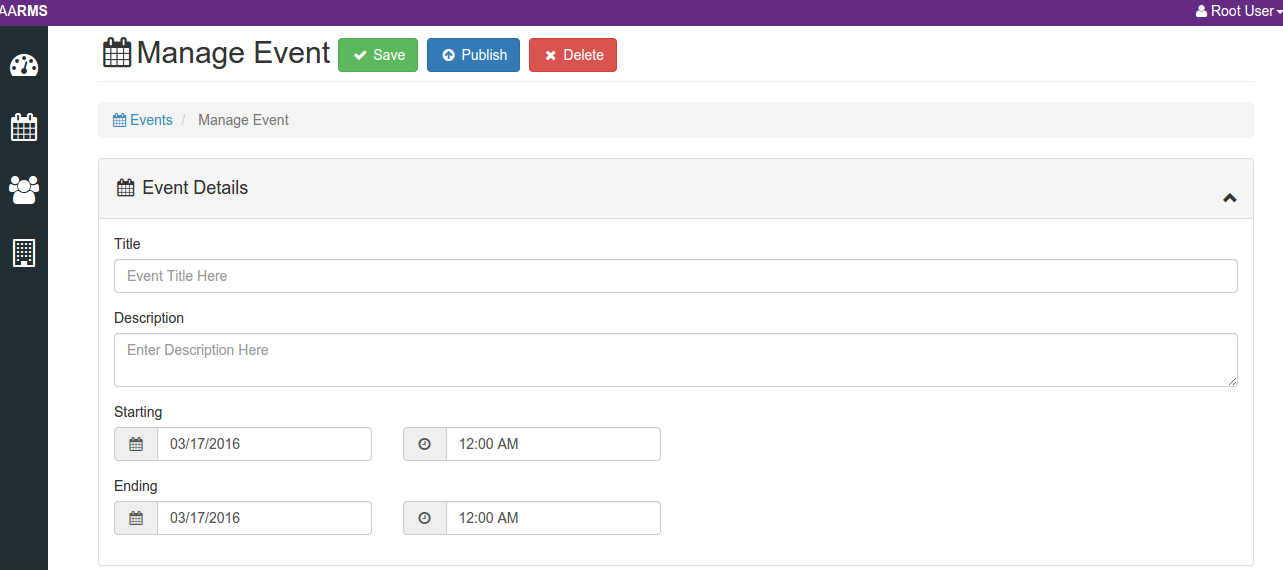 AARMS
Root User
Manage Event Save Publish Delete
Events / Manage Event
Event Details
Title
Event Title Here
Description
Enter Description Here
Starting
03/17/2016 12:00 AM
Ending
03/17/2016 12:00 AM